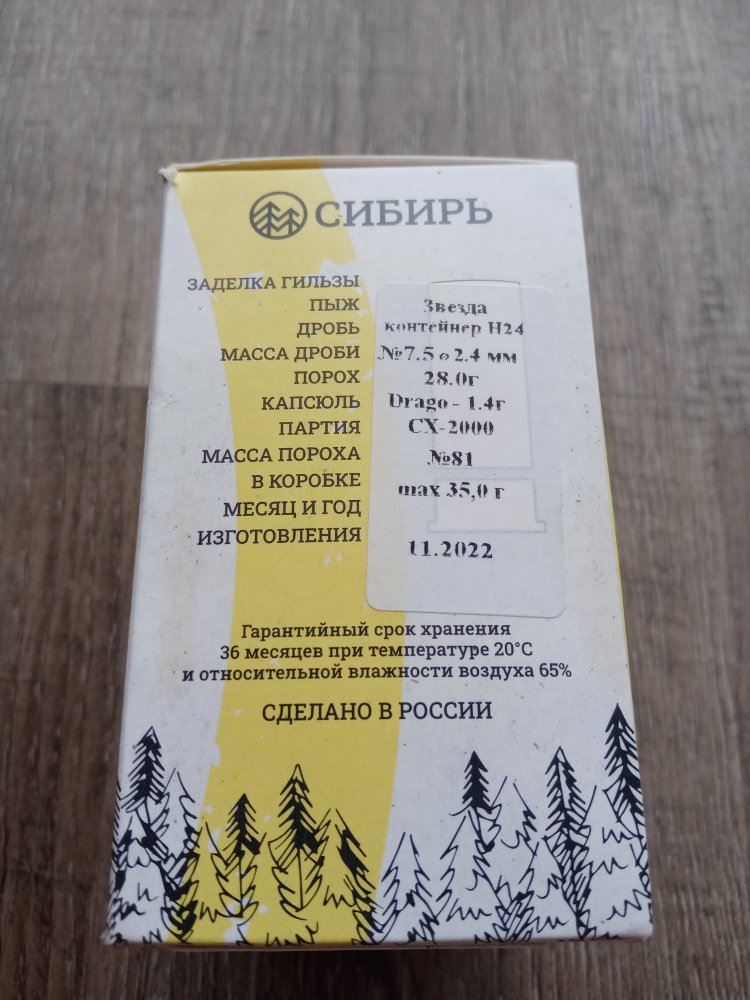 СИБИРЬ
ЗАДЕЛКА ГИЛЬЗЫ
ПЫЖ Звезда
ДРОБЬ контейнер Н24
МАССА ДРОБИ №7.5 ⌀ 2.4 мм
ПОРОХ 28.0г
КАПСЮЛЬ Drago - 1.4г
ПАРТИЯ СХ-2000
МАССА ПОРОХА №81
В КОРОБКЕ max 35,0 г
МЕСЯЦ И ГОД
ИЗГОТОВЛЕНИЯ 11.2022
Гарантийный срок хранения
36 месяцев при температуре 20°С
и относительной влажности воздуха 65%
СДЕЛАНО В РОССИИ